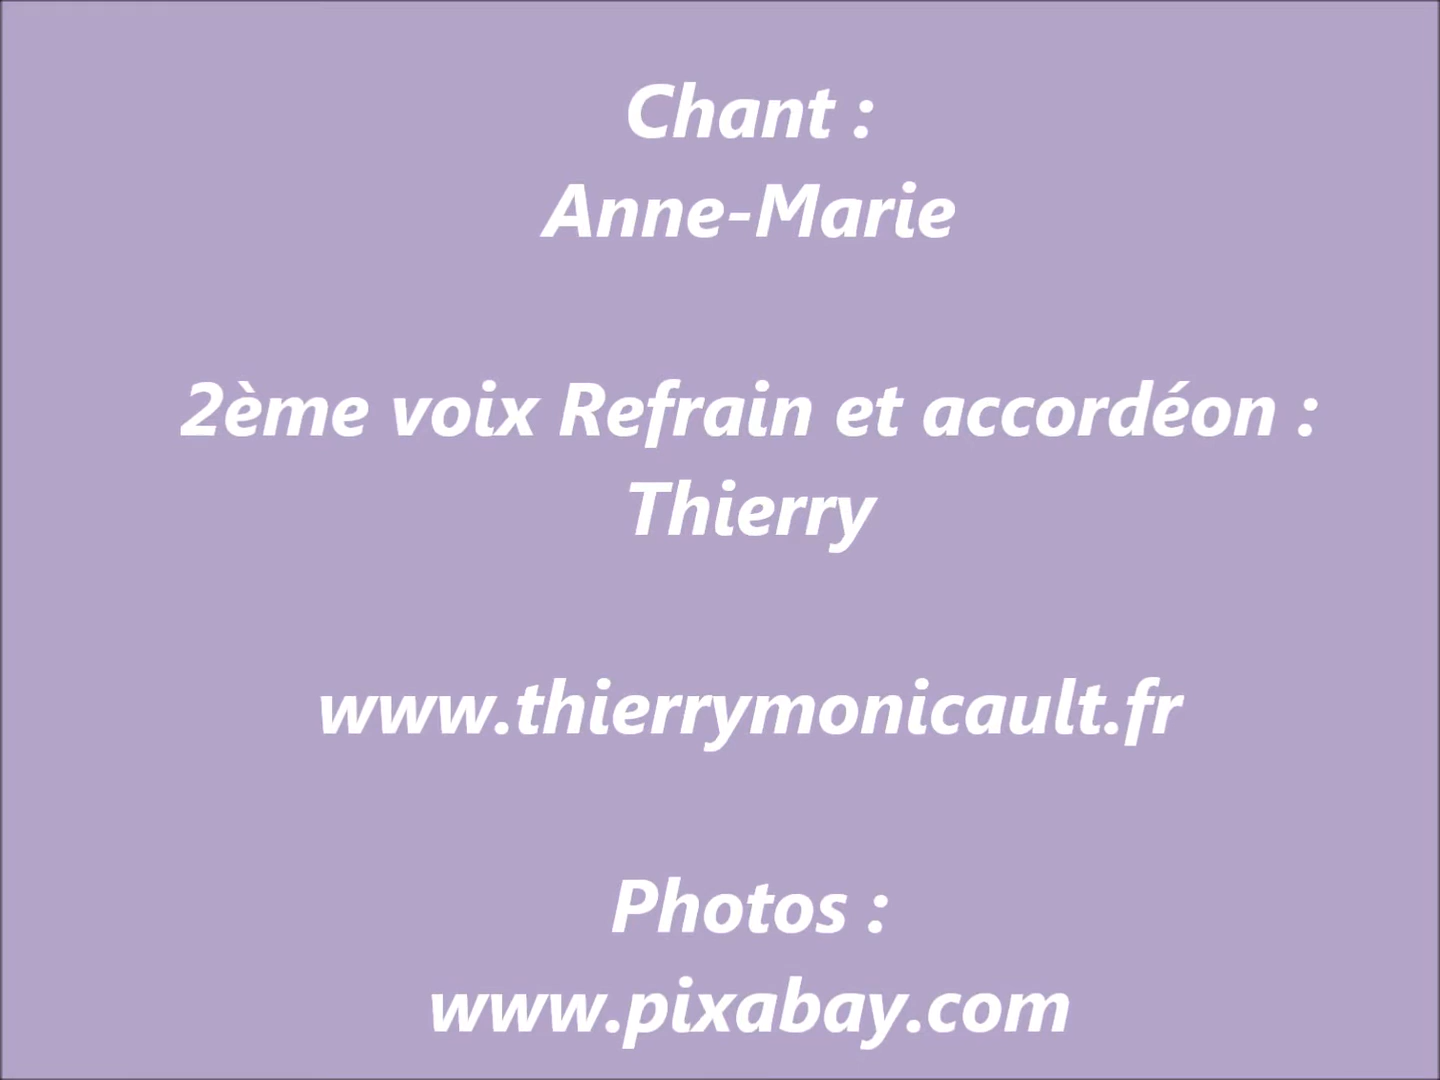 Chant :
Anne-Marie
2ème voix Refrain et accordéon :
Thierry
www.thierrymonicault.fr
Photos :
www.pixabay.com